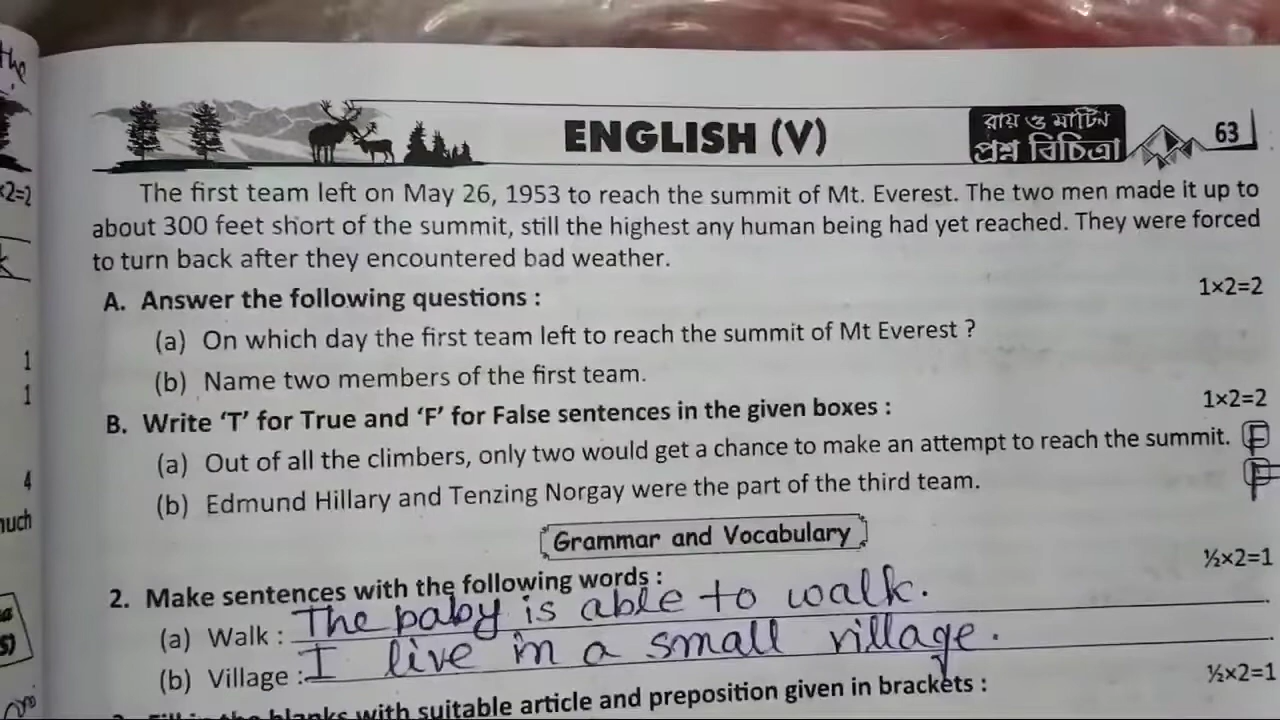 the
ENGLISH (V)
রায় ও মার্টিন
প্রশ্ন বিচিত্রা
63
×2=2
The first team left on May 26, 1953 to reach the summit of Mt. Everest. The two men made it up to
about 300 feet short of the summit, still the highest any human being had yet reached. They were forced
to turn back after they encountered bad weather.
A. Answer the following questions : 1×2=2
(a) On which day the first team left to reach the summit of Mt Everest ?
1
(b) Name two members of the first team.
1
B. Write ‘T’ for True and ‘F’ for False sentences in the given boxes : 1×2=2
(a) Out of all the climbers, only two would get a chance to make an attempt to reach the summit. F
4
(b) Edmund Hillary and Tenzing Norgay were the part of the third team. F
Grammar and Vocabulary
½×2=1
2. Make sentences with the following words :
(a) Walk : The baby is able to walk.
(b) Village : I live in a small village.
½×2=1
blanks with suitable article and preposition given in brackets :